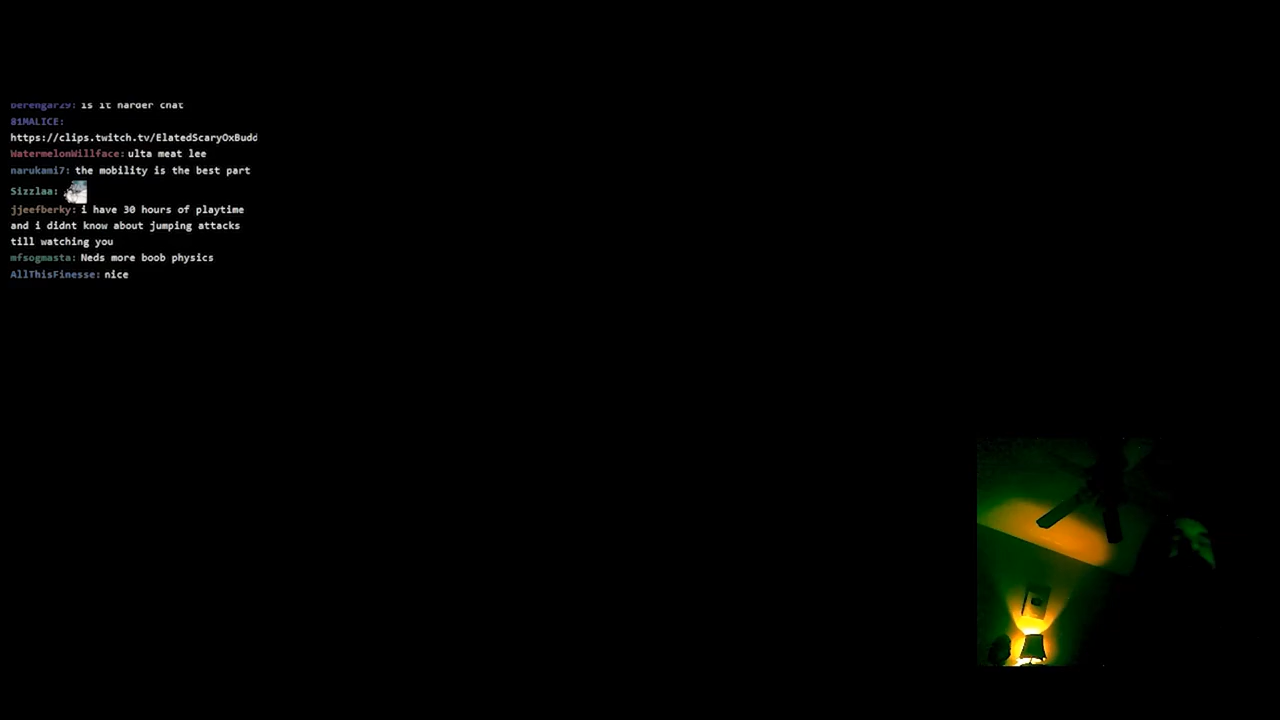 Berengar29: is it harder chat
81MALICE:
https://clips.twitch.tv/ElatedScaryOxBudd
WatermelonWillface: ulta meat lee
narukami7: the mobility is the best part
Sizzlaa:
jjeefberky: i have 30 hours of playtime
and i didnt know about jumping attacks
till watching you
mfsogmasta: Neds more boob physics
AllThisFinesse: nice